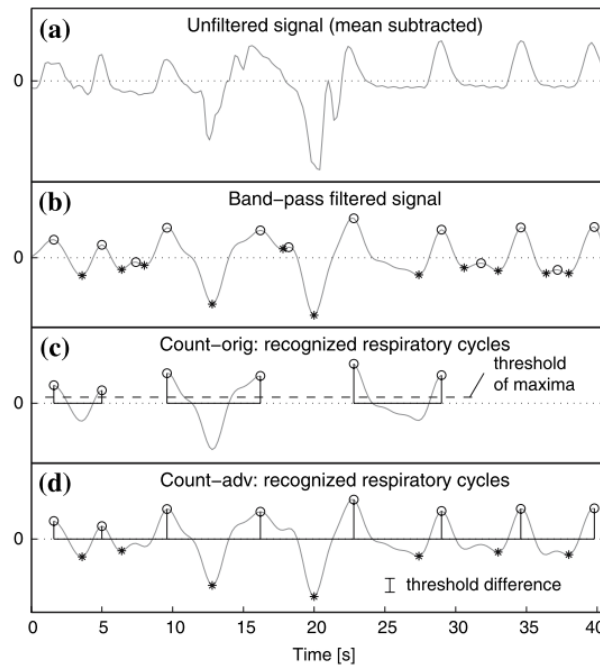 (a)
Unfiltered signal (mean subtracted)
0
(b)
Band-pass filtered signal
0
(c)
Count-orig: recognized respiratory cycles
threshold
of maxima
0
(d)
Count-adv: recognized respiratory cycles
0
threshold difference
0 5 10 15 20 25 30 35 40
Time [s]